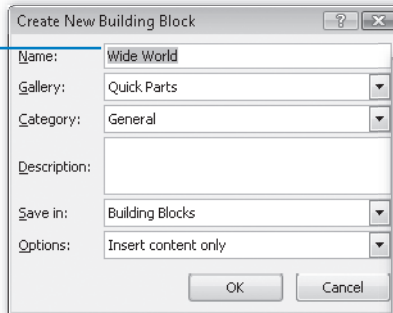 Create New Building Block
Name: Wide World
Gallery: Quick Parts
Category: General
Description:
Save in: Building Blocks
Options: Insert content only
OK Cancel